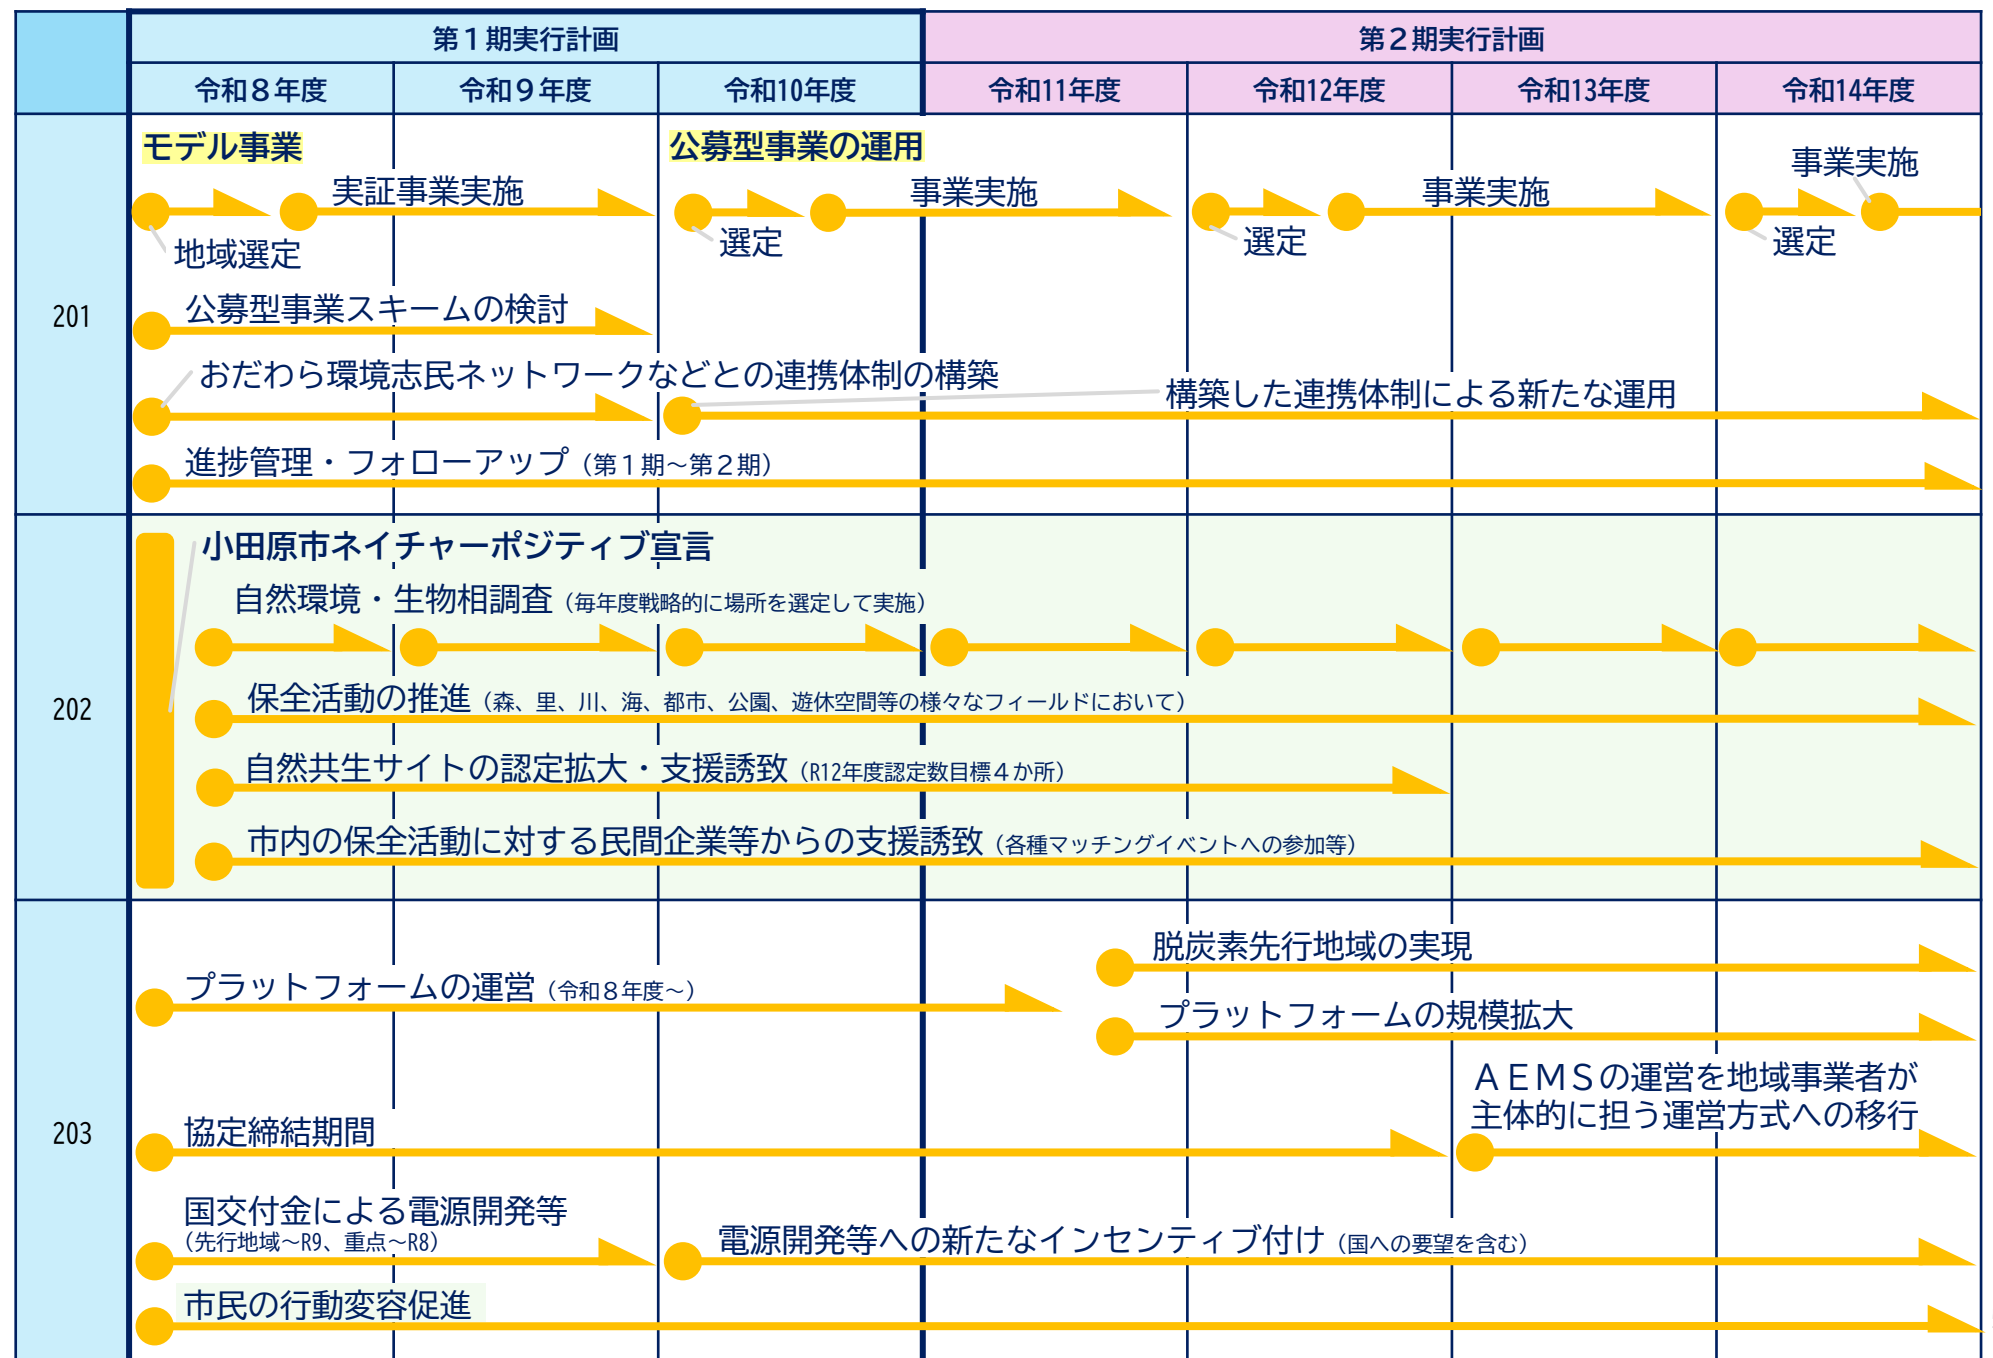 第１期実行計画
第２期実行計画
令和８年度
令和９年度
令和10年度
令和11年度
令和12年度
令和13年度
令和14年度
201
モデル事業
公募型事業の運用
実証事業実施
事業実施
事業実施
事業実施
地域選定
選定
選定
選定
公募型事業スキームの検討
おだわら環境志民ネットワークなどとの連携体制の構築
構築した連携体制による新たな運用
進捗管理・フォローアップ（第１期～第２期）
202
小田原市ネイチャーポジティブ宣言
自然環境・生物相調査（毎年度戦略的に場所を選定して実施）
保全活動の推進（森、里、川、海、都市、公園、遊休空間等の様々なフィールドにおいて）
自然共生サイトの認定拡大・支援誘致（R12年度認定数目標４か所）
市内の保全活動に対する民間企業等からの支援誘致（各種マッチングイベントへの参加等）
203
脱炭素先行地域の実現
プラットフォームの運営（令和８年度～）
プラットフォームの規模拡大
ＡＥＭＳの運営を地域事業者が
主体的に担う運営方式への移行
協定締結期間
国交付金による電源開発等
（先行地域～R9、重点～R8）
電源開発等への新たなインセンティブ付け（国への要望を含む）
市民の行動変容促進